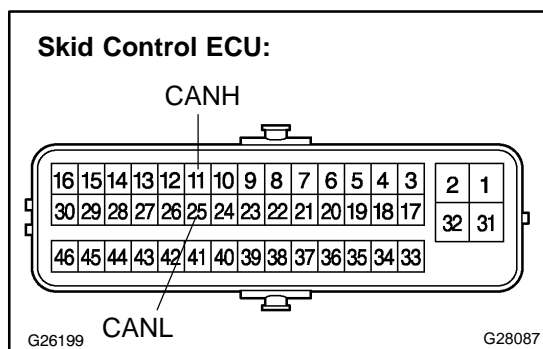 Skid Control ECU:
CANH
16 15 14 13 12 11 10 9 8 7 6 5 4 3 2 1
30 29 28 27 26 25 24 23 22 21 20 19 18 17 32 31
46 45 44 43 42 41 40 39 38 37 36 35 34 33
CANL
G26199 G28087